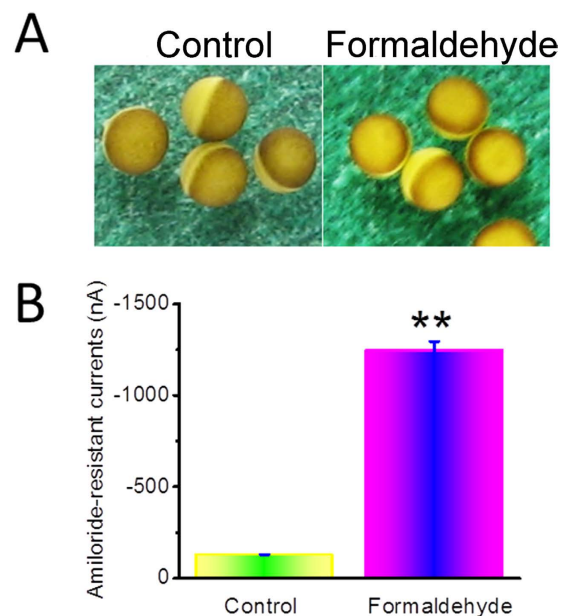 A
Control Formaldehyde
B
Amiloride-resistant currents (nA)
-1500
-1000
-500
0
**
Control Formaldehyde